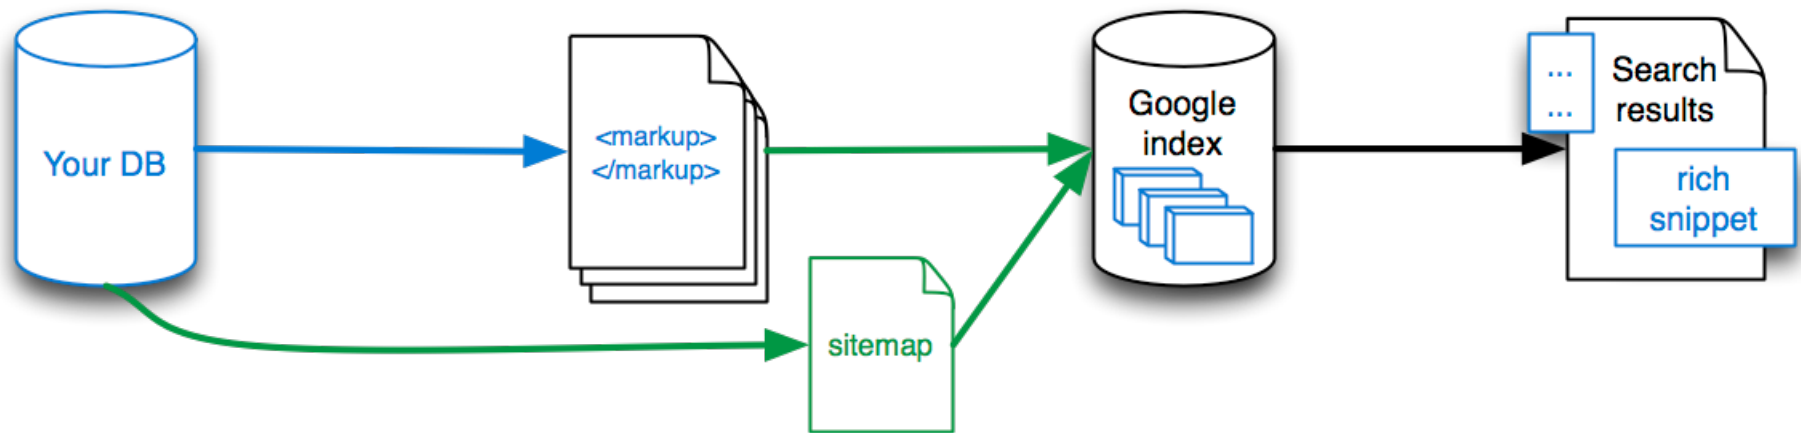 Your DB
<markup>
</markup>
sitemap
Google
index
...
...
Search
results
rich
snippet